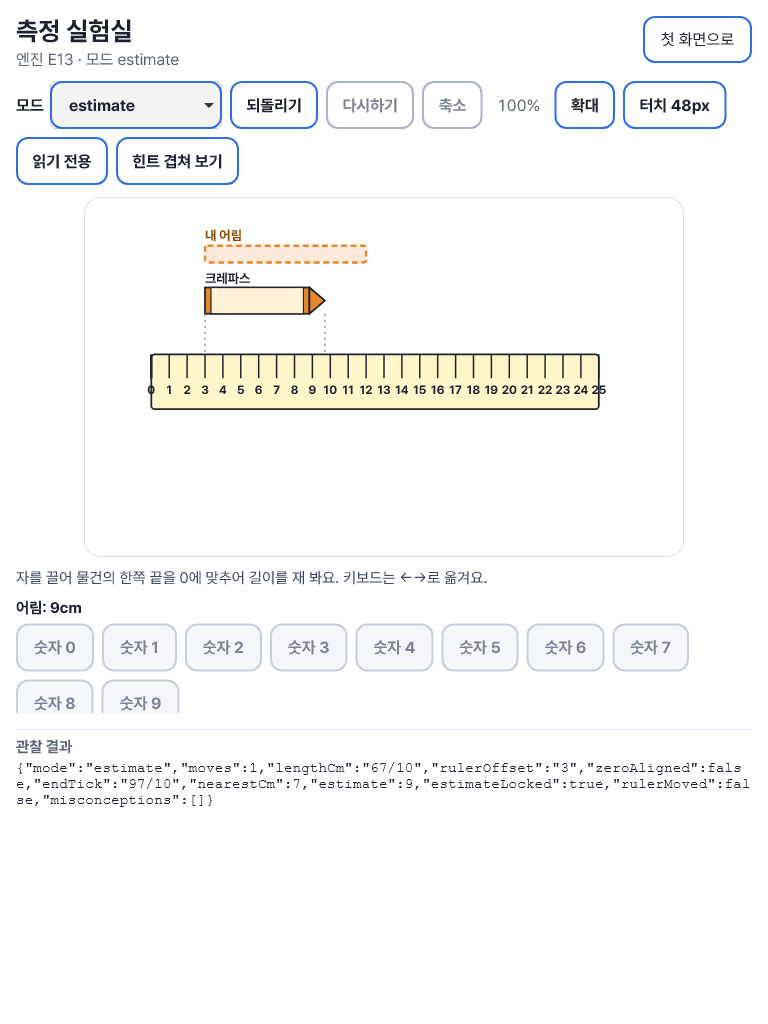 측정 실험실
엔진 E13 · 모드 estimate
첫 화면으로
모드 estimate 되돌리기 다시하기 축소 100% 확대 터치 48px
읽기 전용 힌트 겹쳐 보기
내 어림
크레파스
0 1 2 3 4 5 6 7 8 9 10 11 12 13 14 15 16 17 18 19 20 21 22 23 24 25
자를 끌어 물건의 한쪽 끝을 0에 맞추어 길이를 재 봐요. 키보드는 ←→로 옮겨요.
어림: 9cm
숫자 0 숫자 1 숫자 2 숫자 3 숫자 4 숫자 5 숫자 6 숫자 7
숫자 8 숫자 9
관찰 결과
{"mode":"estimate","moves":1,"lengthCm":"67/10","rulerOffset":"3","zeroAligned":fals
e,"endTick":"97/10","nearestCm":7,"estimate":9,"estimateLocked":true,"rulerMoved":fal
se,"misconceptions":[]}